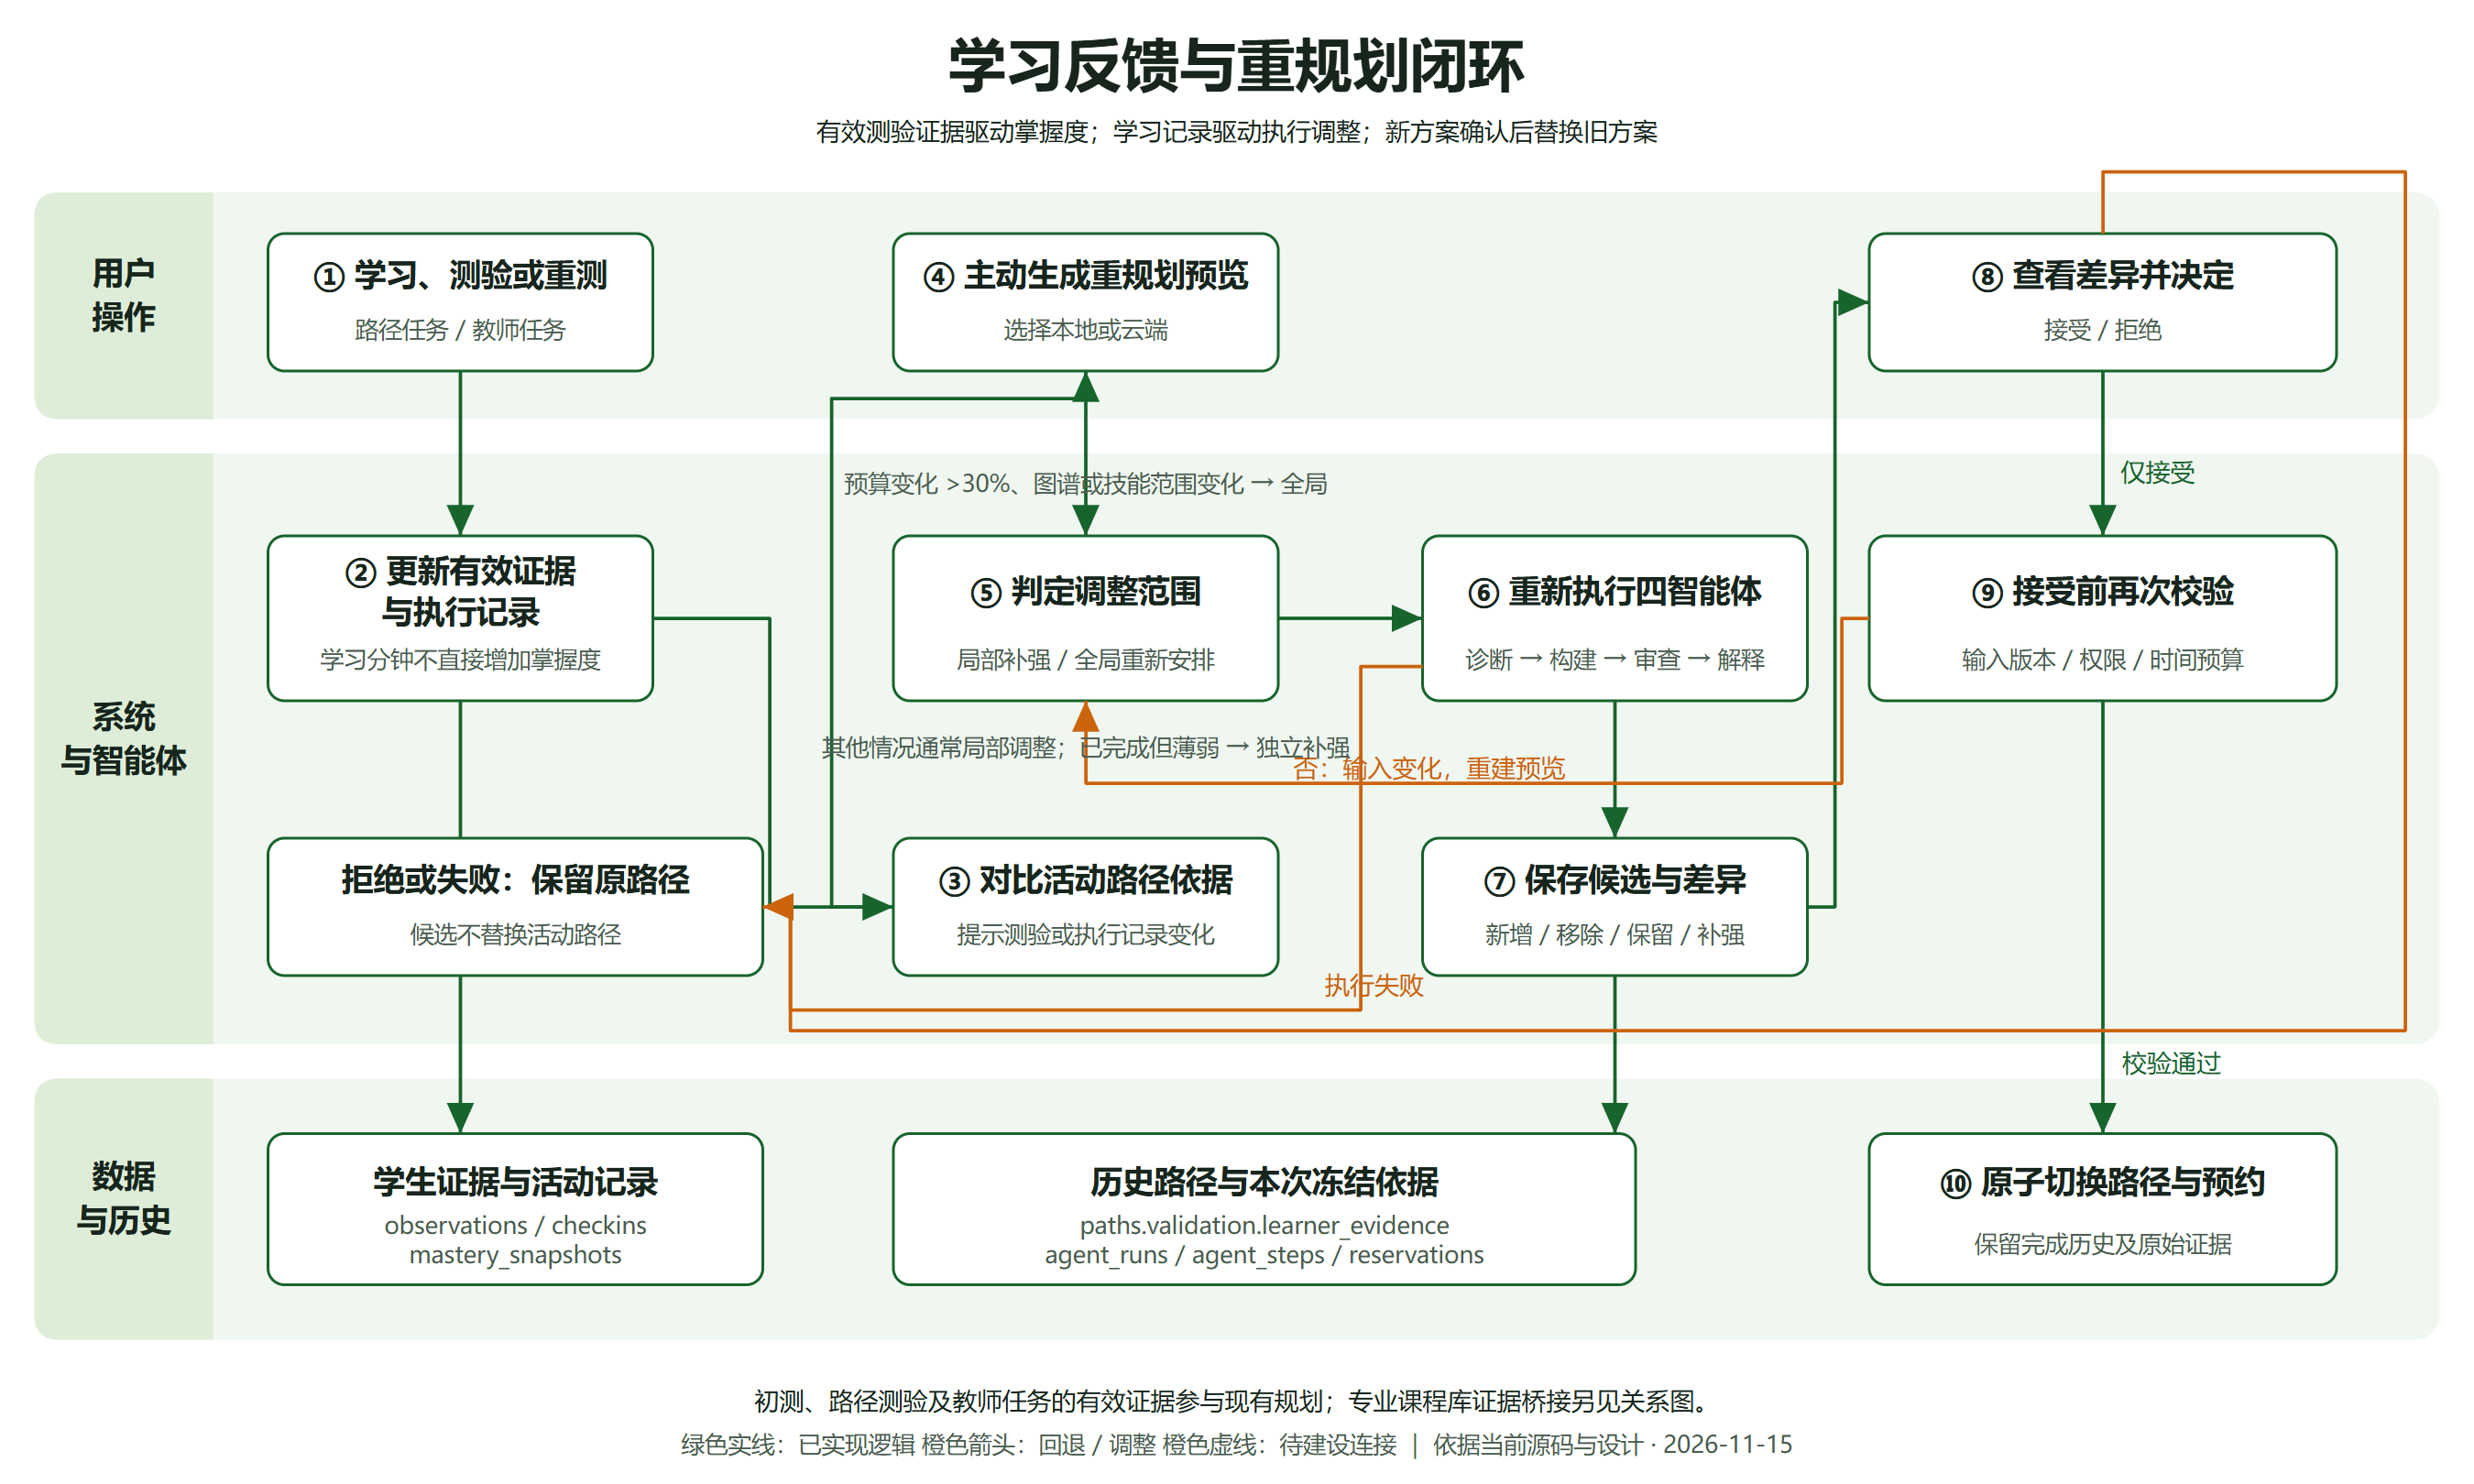 学习反馈与重规划闭环
有效测验证据驱动掌握度；学习记录驱动执行调整；新方案确认后替换旧方案
用户
操作
① 学习、测验或重测
路径任务 / 教师任务
④ 主动生成重规划预览
选择本地或云端
⑧ 查看差异并决定
接受 / 拒绝
仅接受
预算变化 >30%、图谱或技能范围变化 → 全局
系统
与智能体
② 更新有效证据
与执行记录
学习分钟不直接增加掌握度
⑤ 判定调整范围
局部补强 / 全局重新安排
⑥ 重新执行四智能体
诊断 → 构建 → 审查 → 解释
⑨ 接受前再次校验
输入版本 / 权限 / 时间预算
其他情况通常局部调整；已完成但薄弱 → 独立补强
否：输入变化，重建预览
拒绝或失败：保留原路径
候选不替换活动路径
③ 对比活动路径依据
提示测验或执行记录变化
⑦ 保存候选与差异
新增 / 移除 / 保留 / 补强
执行失败
校验通过
数据
与历史
学生证据与活动记录
observations / checkins
mastery_snapshots
历史路径与本次冻结依据
paths.validation.learner_evidence
agent_runs / agent_steps / reservations
⑩ 原子切换路径与预约
保留完成历史及原始证据
初测、路径测验及教师任务的有效证据参与现有规划；专业课程库证据桥接另见关系图。
绿色实线：已实现逻辑 橙色箭头：回退 / 调整 橙色虚线：待建设连接 ｜ 依据当前源码与设计 · 2026-11-15